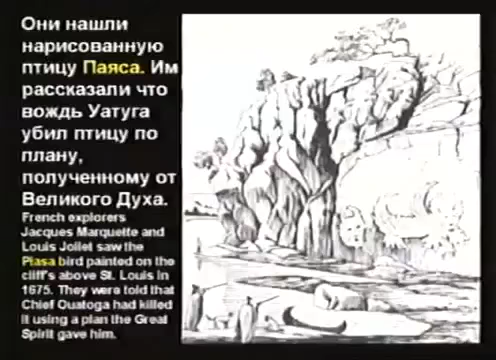 Они нашли
нарисованную
птицу Паяса. Им
рассказали что
вождь Уатуга
убил птицу по
плану,
полученному от
Великого Духа.
French explorers
Jacques Marquette and
Louis Joliet saw the
Piasa bird painted on the
cliff's above St. Louis in
1675. They were told that
Chief Ouatoga had killed
it using a plan the Great
Spirit gave him.